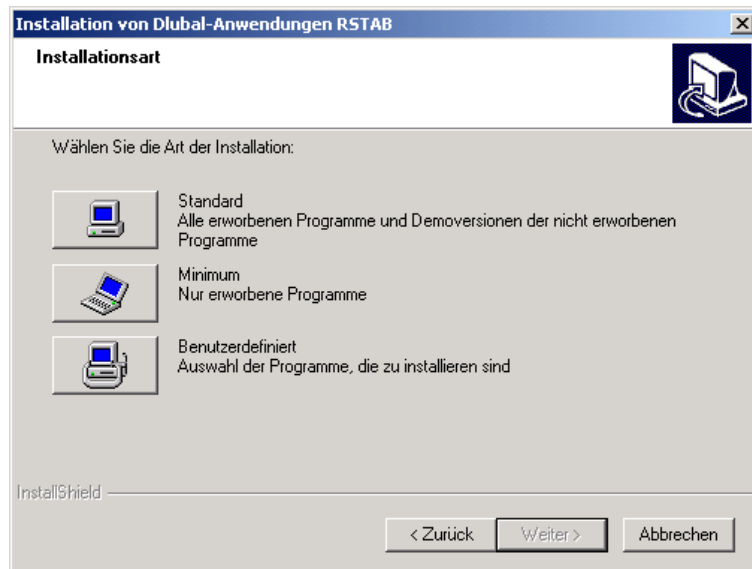 Installation von Dlubal-Anwendungen RSTAB
Installationsart
Wählen Sie die Art der Installation:
Standard
Alle erworbenen Programme und Demoversionen der nicht erworbenen
Programme
Minimum
Nur erworbene Programme
Benutzerdefiniert
Auswahl der Programme, die zu installieren sind
InstallShield
< Zurück
Weiter >
Abbrechen